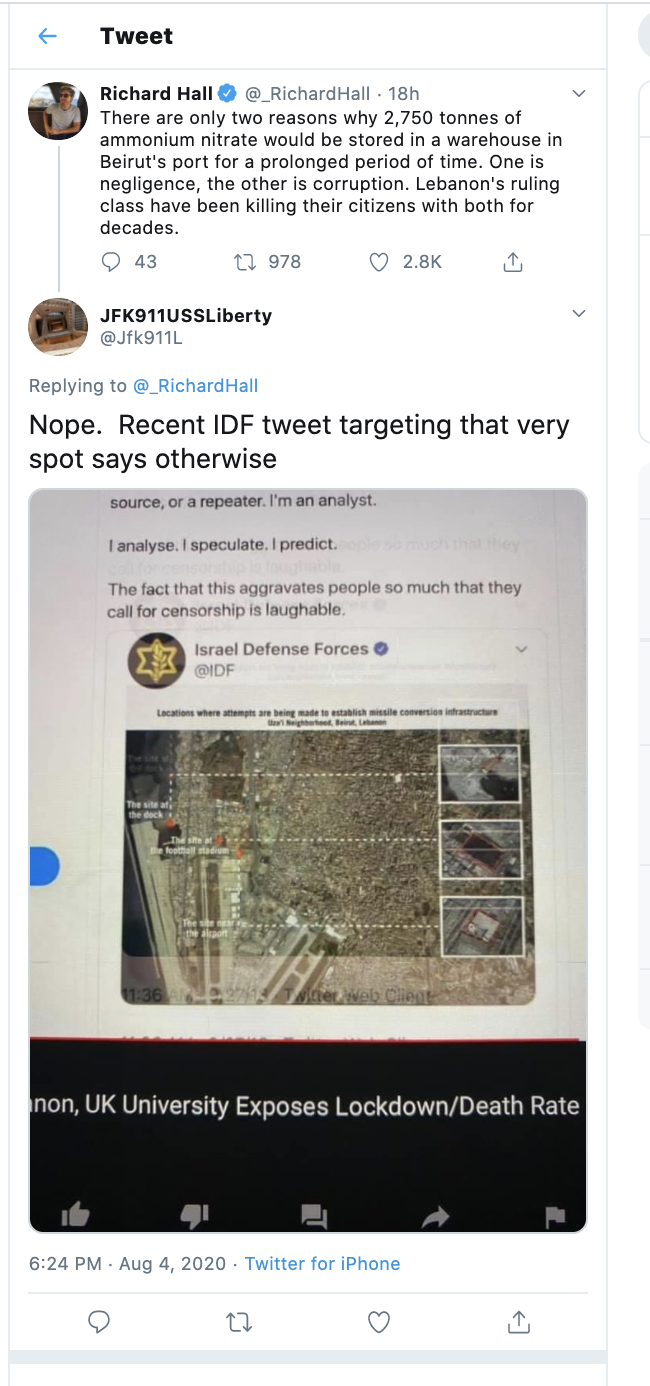 Tweet
Richard Hall @_RichardHall · 18h
There are only two reasons why 2,750 tonnes of
ammonium nitrate would be stored in a warehouse in
Beirut's port for a prolonged period of time. One is
negligence, the other is corruption. Lebanon's ruling
class have been killing their citizens with both for
decades.
43 978 2.8K
JFK911USSLiberty
@Jfk911L
Replying to @_RichardHall
Nope. Recent IDF tweet targeting that very
spot says otherwise
source, or a repeater. I'm an analyst.
I analyse. I speculate. I predict.
The fact that this aggravates people so much that they
call for censorship is laughable.
Israel Defense Forces
@IDF
Locations where attempts are being made to establish missile conversion infrastructure
Uza'i Neighborhood, Beirut, Lebanon
The site at
the dock
The site at
the football stadium
The site near
the airport
11:36 Twitter Web Client
non, UK University Exposes Lockdown/Death Rate
6:24 PM · Aug 4, 2020 · Twitter for iPhone